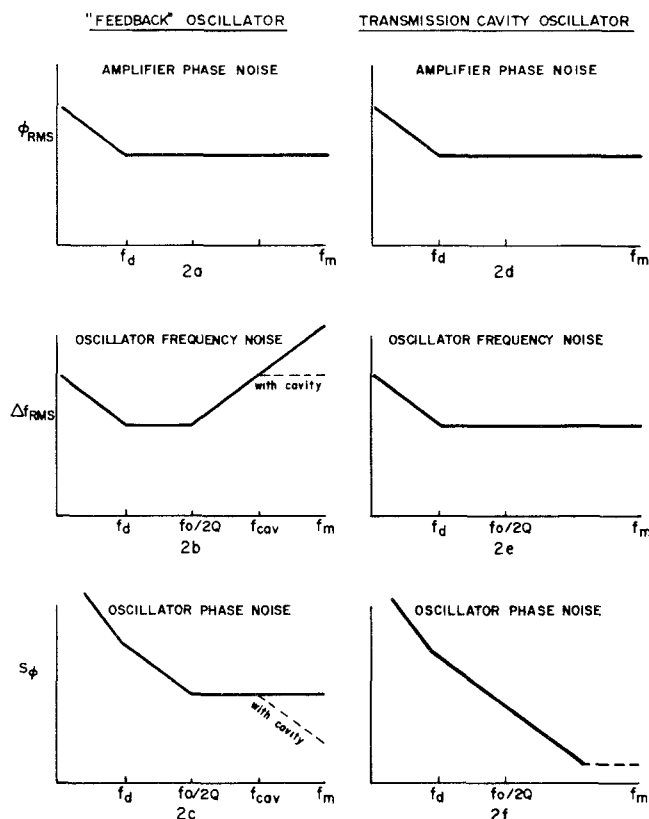 "FEEDBACK" OSCILLATOR
TRANSMISSION CAVITY OSCILLATOR
AMPLIFIER PHASE NOISE
ϕRMS
fd
fm
2a
AMPLIFIER PHASE NOISE
fd
fm
2d
OSCILLATOR FREQUENCY NOISE
with cavity
ΔfRMS
fd
fo/2Q
fcav
fm
2b
OSCILLATOR FREQUENCY NOISE
fd
fo/2Q
fm
2e
OSCILLATOR PHASE NOISE
Sϕ
with cavity
fd
fo/2Q
fcav
fm
2c
OSCILLATOR PHASE NOISE
fd
fo/2Q
fm
2f